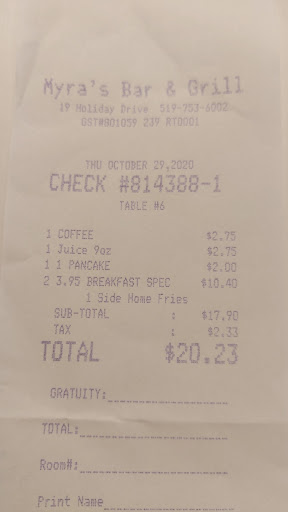 Myra's Bar & Grill
19 Holiday Drive 519-753-6002
GST#801059 239 RT0001
THU OCTOBER 29,2020
CHECK #814388-1
TABLE #6
1 COFFEE $2.75
1 Juice 9oz $2.75
1 1 PANCAKE $2.00
2 3.95 BREAKFAST SPEC $10.40
1 Side Home Fries
SUB-TOTAL : $17.90
TAX : $2.33
TOTAL $20.23
GRATUITY:
TOTAL:
Room#:
Print Name